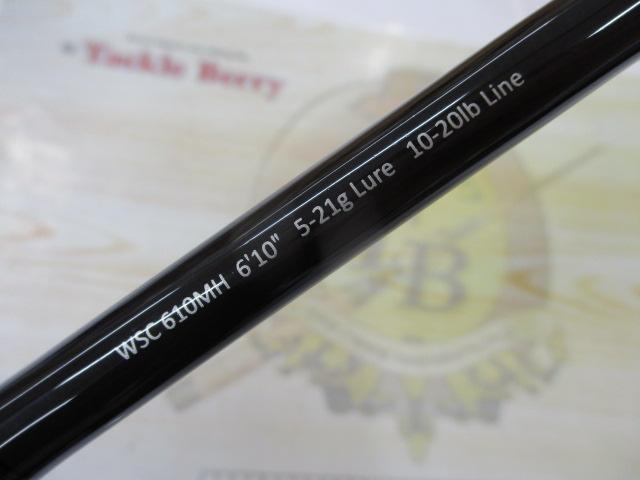 Tackle Berry
WSC 610MH 6'10" 5-21g Lure 10-20lb Line
B